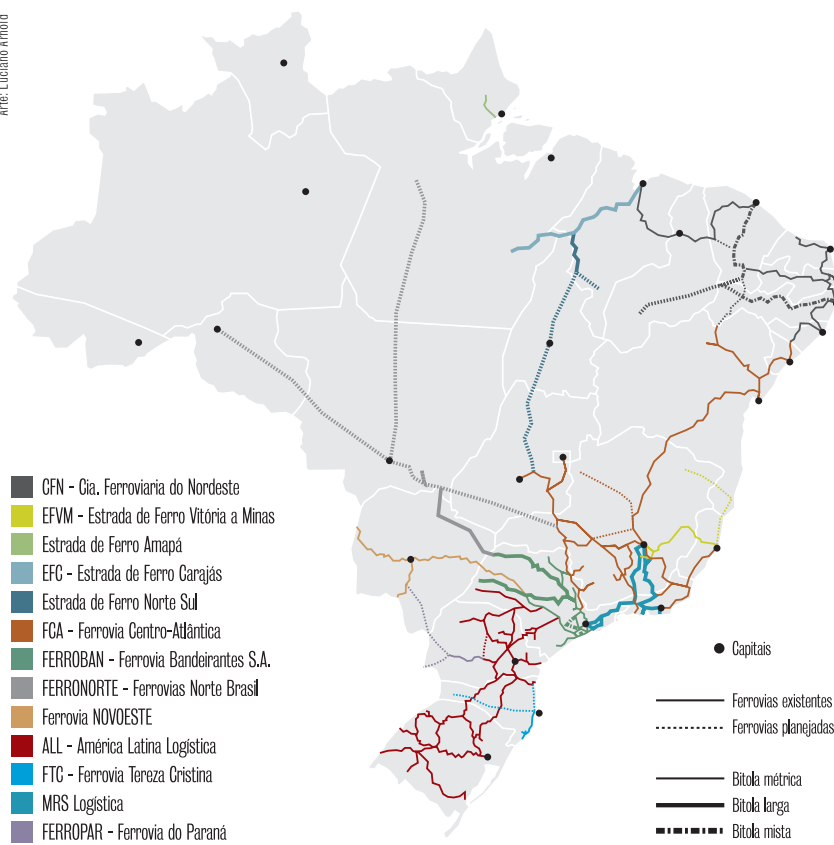 Arte: Luciano Arnold
CFN - Cia. Ferroviaria do Nordeste
EFVM - Estrada de Ferro Vitória a Minas
Estrada de Ferro Amapá
EFC - Estrada de Ferro Carajás
Estrada de Ferro Norte Sul
FCA - Ferrovia Centro-Atlântica
FERROBAN - Ferrovia Bandeirantes S.A.
FERRONORTE - Ferrovias Norte Brasil
Ferrovia NOVOESTE
ALL - América Latina Logística
FTC - Ferrovia Tereza Cristina
MRS Logística
FERROPAR - Ferrovia do Paraná
Capitais
Ferrovias existentes
Ferrovias planejadas
Bitola métrica
Bitola larga
Bitola mista